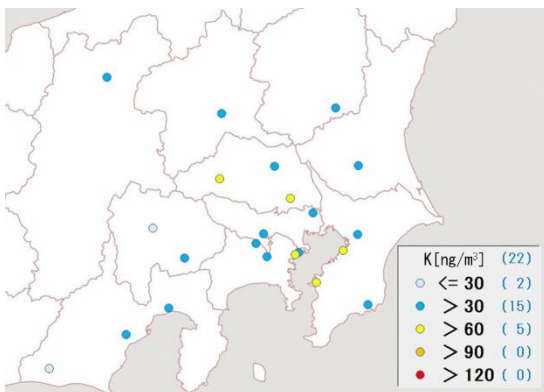 K[ng/m³] (22)
<= 30 ( 2)
> 30 (15)
> 60 ( 5)
> 90 ( 0)
> 120 ( 0)